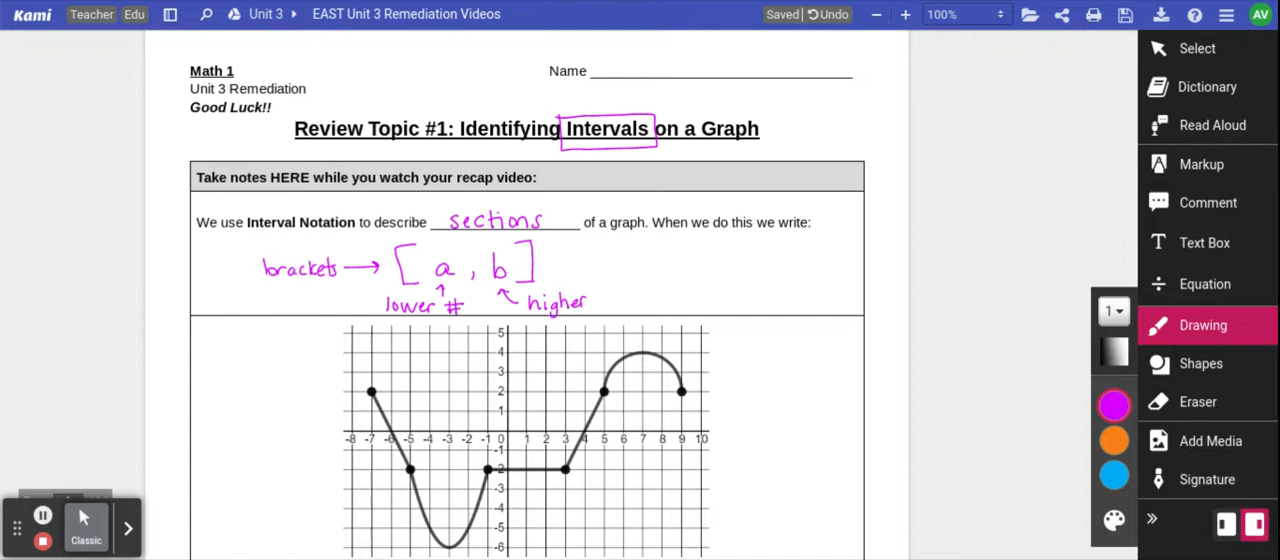 Kami Teacher Edu Unit 3 EAST Unit 3 Remediation Videos Saved Undo 100% AV
Math 1 Name
Unit 3 Remediation
Good Luck!!
Review Topic #1: Identifying Intervals on a Graph
Take notes HERE while you watch your recap video:
We use Interval Notation to describe sections of a graph. When we do this we write:
brackets → [ a , b ]
lower # higher
5
4
3
2
1
-8 -7 -6 -5 -4 -3 -2 -1 0 1 2 3 4 5 6 7 8 9 10
-1
-2
-3
-4
-5
-6
Select
Dictionary
Read Aloud
Markup
Comment
Text Box
Equation
1
Drawing
Shapes
Eraser
Add Media
Signature
Classic